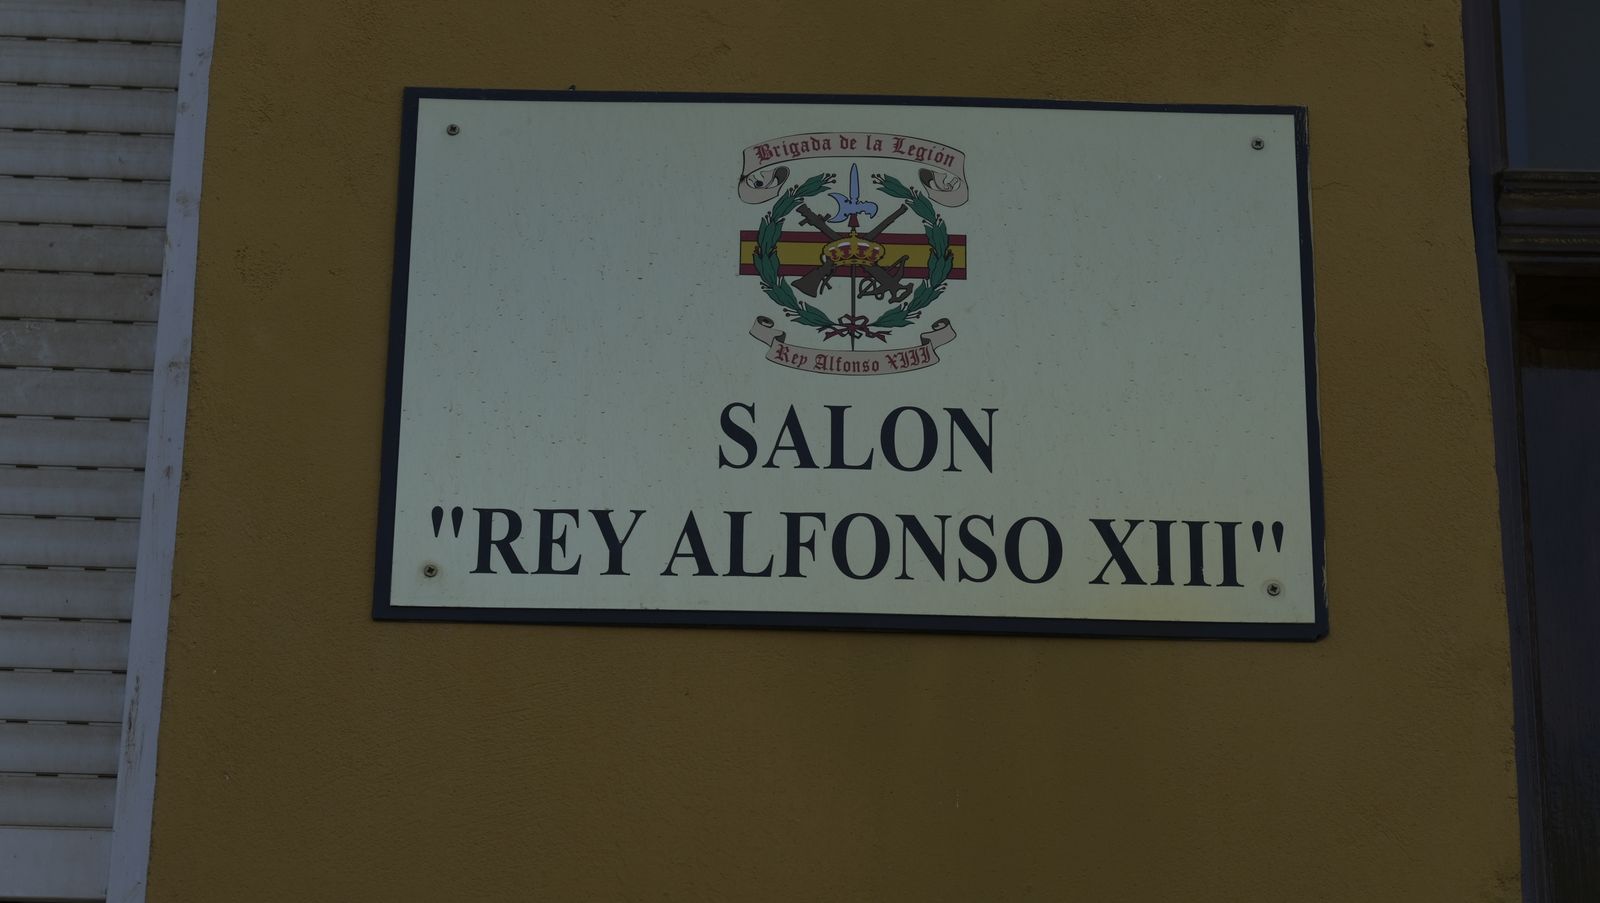 Brigada de la Legión
Rey Alfonso XIII
SALON
"REY ALFONSO XIII"